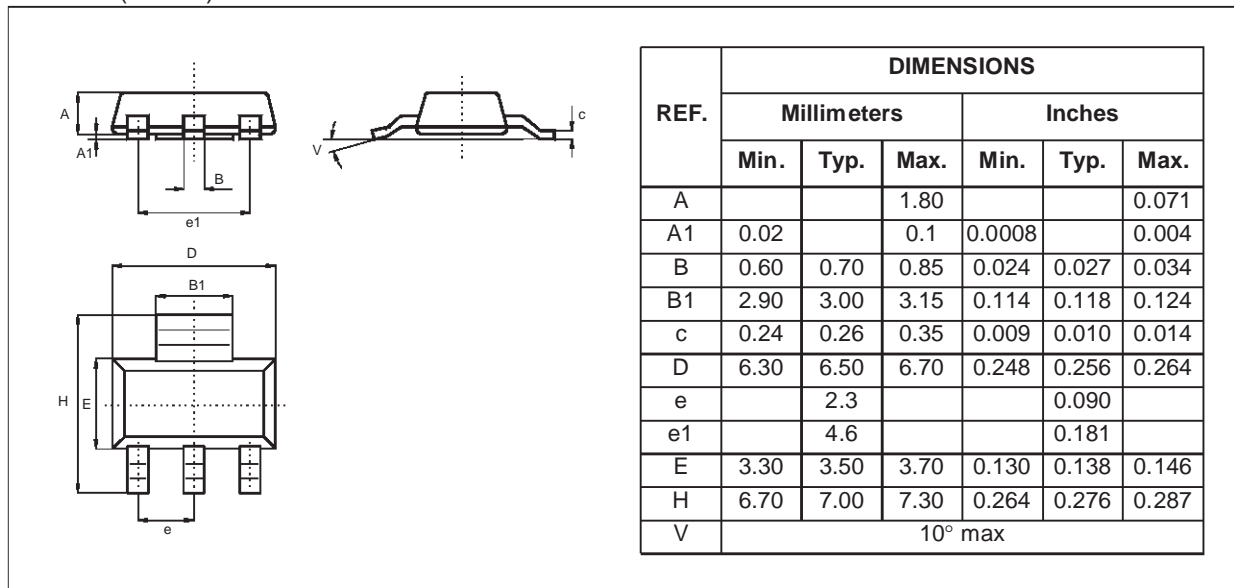 A
A1
B
e1
c
V
D
B1
H
E
e
DIMENSIONS
REF. Millimeters Inches
Min. Typ. Max. Min. Typ. Max.
A 1.80 0.071
A1 0.02 0.1 0.0008 0.004
B 0.60 0.70 0.85 0.024 0.027 0.034
B1 2.90 3.00 3.15 0.114 0.118 0.124
c 0.24 0.26 0.35 0.009 0.010 0.014
D 6.30 6.50 6.70 0.248 0.256 0.264
e 2.3 0.090
e1 4.6 0.181
E 3.30 3.50 3.70 0.130 0.138 0.146
H 6.70 7.00 7.30 0.264 0.276 0.287
V 10° max